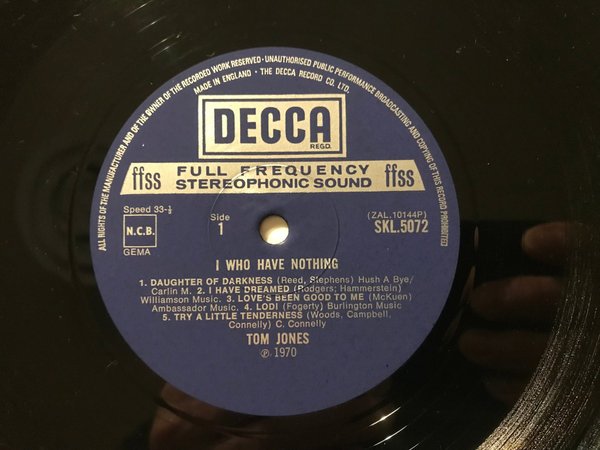 ALL RIGHTS OF THE MANUFACTURER AND OF THE OWNER OF THE RECORDED WORK RESERVED · UNAUTHORISED PUBLIC PERFORMANCE BROADCASTING AND COPYING OF THIS RECORD PROHIBITED
MADE IN ENGLAND · THE DECCA RECORD CO. LTD.
DECCA
REGD.
ffss FULL FREQUENCY STEREOPHONIC SOUND ffss
Speed 33-⅓
N.C.B.
GEMA
Side
1
(ZAL.10144P)
SKL.5072
I WHO HAVE NOTHING
1. DAUGHTER OF DARKNESS (Reed, Stephens) Hush A Bye/
Carlin M. 2. I HAVE DREAMED (Rodgers; Hammerstein)
Williamson Music. 3. LOVE'S BEEN GOOD TO ME (McKuen)
Ambassador Music. 4. LODI (Fogerty) Burlington Music
5. TRY A LITTLE TENDERNESS (Woods, Campbell,
Connelly) C. Connelly
TOM JONES
℗ 1970